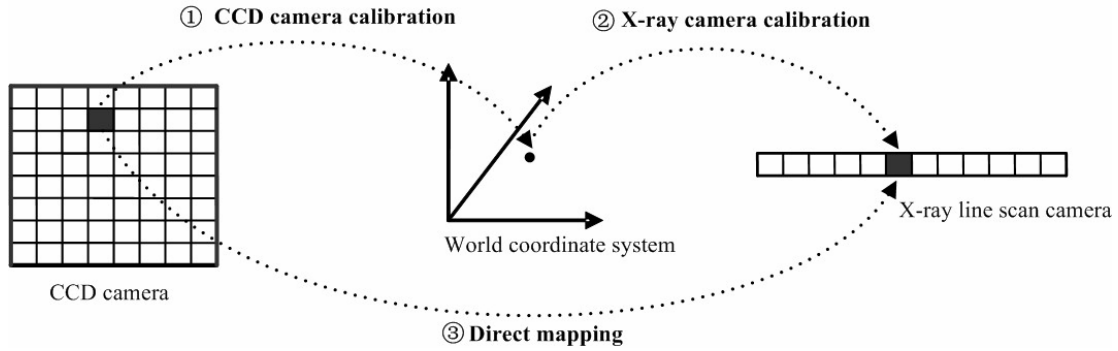 ① CCD camera calibration
② X-ray camera calibration
X-ray line scan camera
World coordinate system
CCD camera
③ Direct mapping